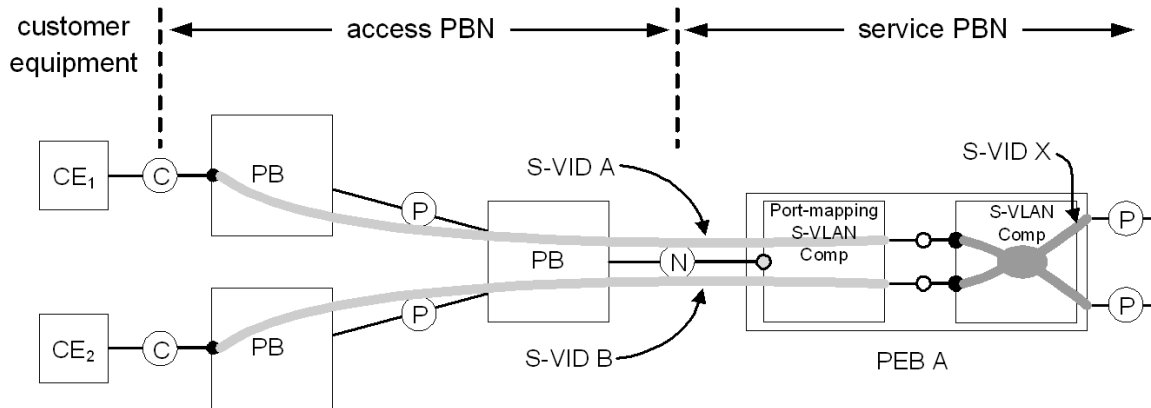 customer
equipment
access PBN
service PBN
CE1
C
PB
P
S-VID A
S-VID X
Port-mapping
S-VLAN
Comp
S-VLAN
Comp
P
PB
N
P
CE2
C
PB
P
S-VID B
PEB A